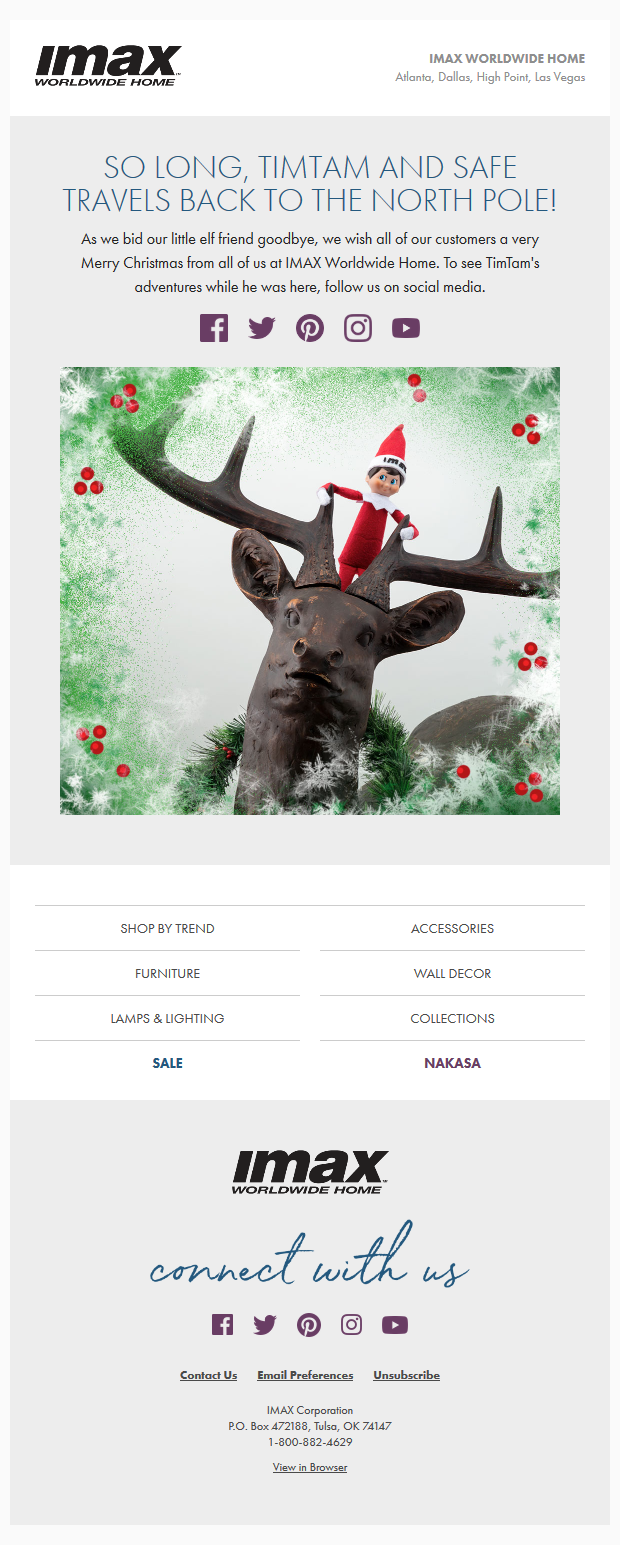 imax™
WORLDWIDE HOME
IMAX WORLDWIDE HOME
Atlanta, Dallas, High Point, Las Vegas
SO LONG, TIMTAM AND SAFE
TRAVELS BACK TO THE NORTH POLE!
As we bid our little elf friend goodbye, we wish all of our customers a very
Merry Christmas from all of us at IMAX Worldwide Home. To see TimTam's
adventures while he was here, follow us on social media.
imax
SHOP BY TREND
ACCESSORIES
FURNITURE
WALL DECOR
LAMPS & LIGHTING
COLLECTIONS
SALE
NAKASA
imax™
WORLDWIDE HOME
connect with us
Contact Us Email Preferences Unsubscribe
IMAX Corporation
P.O. Box 472188, Tulsa, OK 74147
1-800-882-4629
View in Browser